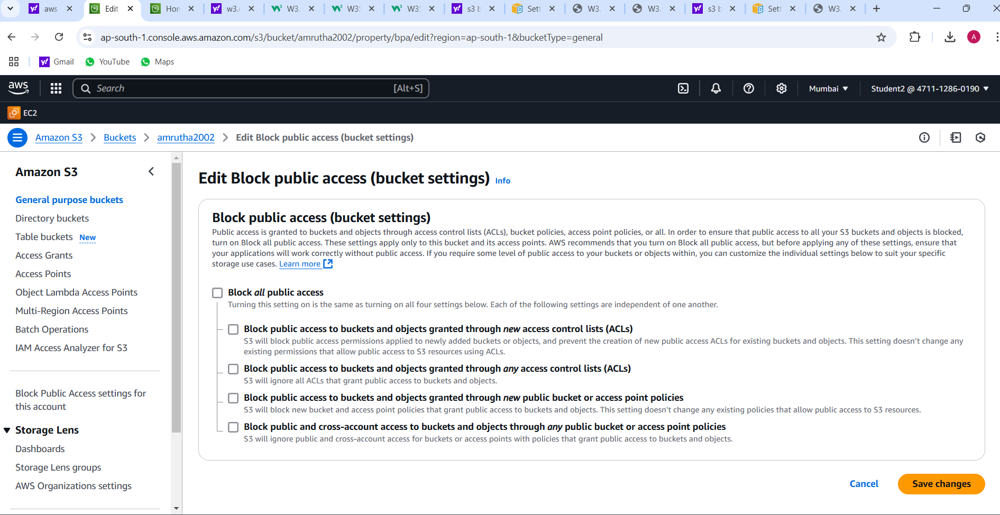 aws
Edit
Hon
w3.
W3.
W3S
W3S
s3 b
Sett
W3.
W3.
s3 b
Sett
W3.
ap-south-1.console.aws.amazon.com/s3/bucket/amrutha2002/property/bpa/edit?region=ap-south-1&bucketType=general
A
Gmail
YouTube
Maps
aws
Search
[Alt+S]
Mumbai
Student2 @ 4711-1286-0190
EC2
Amazon S3
Buckets
amrutha2002
Edit Block public access (bucket settings)
Amazon S3
General purpose buckets
Directory buckets
Table buckets New
Access Grants
Access Points
Object Lambda Access Points
Multi-Region Access Points
Batch Operations
IAM Access Analyzer for S3
Block Public Access settings for
this account
Storage Lens
Dashboards
Storage Lens groups
AWS Organizations settings
Edit Block public access (bucket settings) Info
Block public access (bucket settings)
Public access is granted to buckets and objects through access control lists (ACLs), bucket policies, access point policies, or all. In order to ensure that public access to all your S3 buckets and objects is blocked,
turn on Block all public access. These settings apply only to this bucket and its access points. AWS recommends that you turn on Block all public access, but before applying any of these settings, ensure that
your applications will work correctly without public access. If you require some level of public access to your buckets or objects within, you can customize the individual settings below to suit your specific
storage use cases. Learn more
Block all public access
Turning this setting on is the same as turning on all four settings below. Each of the following settings are independent of one another.
Block public access to buckets and objects granted through new access control lists (ACLs)
S3 will block public access permissions applied to newly added buckets or objects, and prevent the creation of new public access ACLs for existing buckets and objects. This setting doesn’t change any
existing permissions that allow public access to S3 resources using ACLs.
Block public access to buckets and objects granted through any access control lists (ACLs)
S3 will ignore all ACLs that grant public access to buckets and objects.
Block public access to buckets and objects granted through new public bucket or access point policies
S3 will block new bucket and access point policies that grant public access to buckets and objects. This setting doesn't change any existing policies that allow public access to S3 resources.
Block public and cross-account access to buckets and objects through any public bucket or access point policies
S3 will ignore public and cross-account access for buckets or access points with policies that grant public access to buckets and objects.
Cancel
Save changes